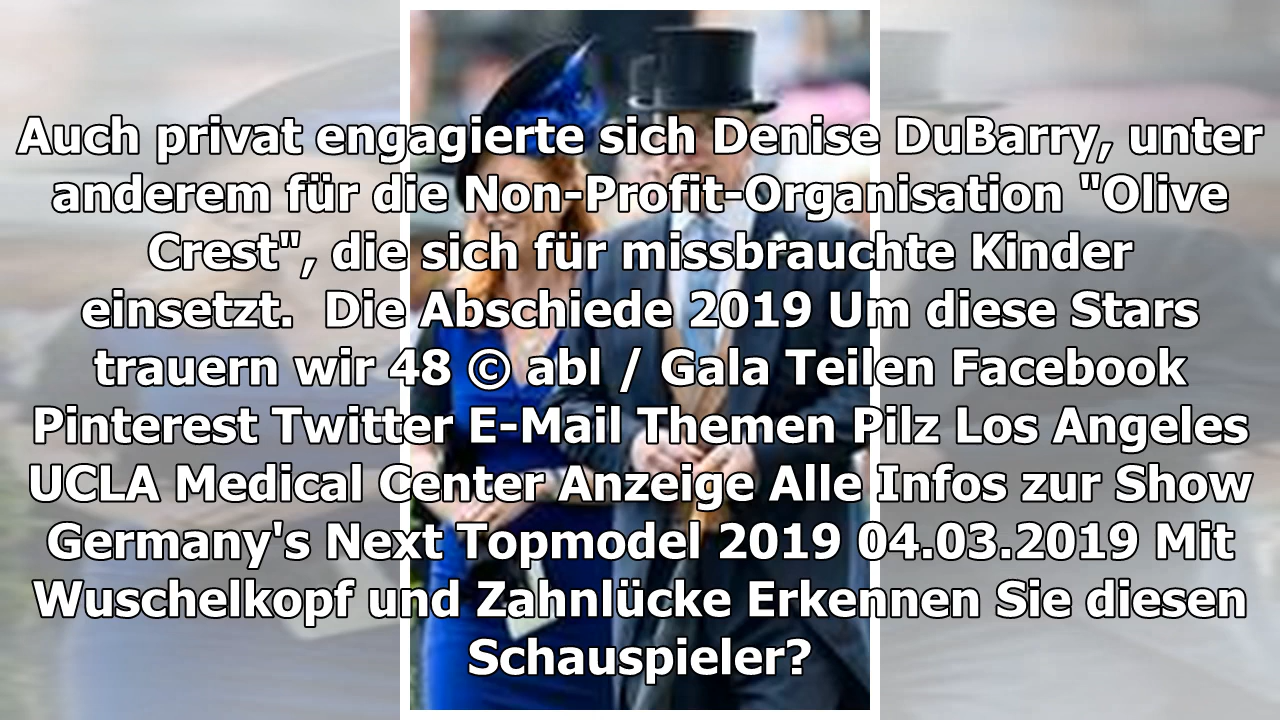 Auch privat engagierte sich Denise DuBarry, unter
anderem für die Non-Profit-Organisation "Olive
Crest", die sich für missbrauchte Kinder
einsetzt.  Die Abschiede 2019 Um diese Stars
trauern wir 48 © abl / Gala Teilen Facebook
Pinterest Twitter E-Mail Themen Pilz Los Angeles
UCLA Medical Center Anzeige Alle Infos zur Show
Germany's Next Topmodel 2019 04.03.2019 Mit
Wuschelkopf und Zahnlücke Erkennen Sie diesen
Schauspieler?